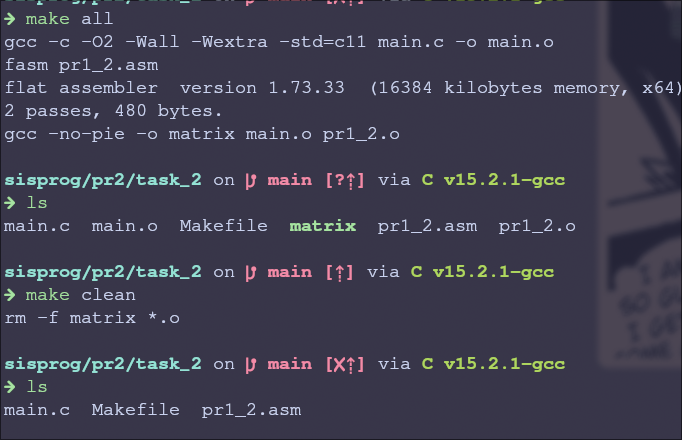 ➜ make all
gcc -c -O2 -Wall -Wextra -std=c11 main.c -o main.o
fasm pr1_2.asm
flat assembler  version 1.73.33  (16384 kilobytes memory, x64)
2 passes, 480 bytes.
gcc -no-pie -o matrix main.o pr1_2.o
sisprog/pr2/task_2 on main [?⇡] via C v15.2.1-gcc
➜ ls
main.c  main.o  Makefile  matrix  pr1_2.asm  pr1_2.o
sisprog/pr2/task_2 on main [⇡] via C v15.2.1-gcc
➜ make clean
rm -f matrix *.o
sisprog/pr2/task_2 on main [✘⇡] via C v15.2.1-gcc
➜ ls
main.c  Makefile  pr1_2.asm